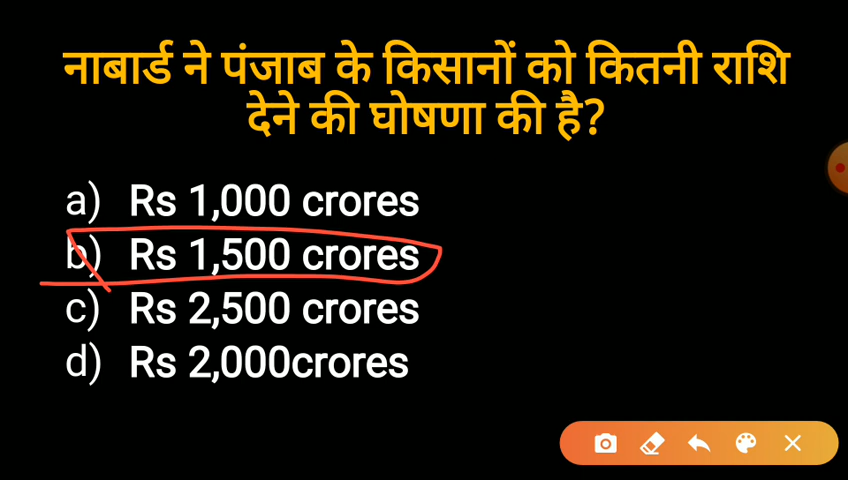 नाबार्ड ने पंजाब के किसानों को कितनी राशि
देने की घोषणा की है?
a) Rs 1,000 crores
b) Rs 1,500 crores
c) Rs 2,500 crores
d) Rs 2,000crores